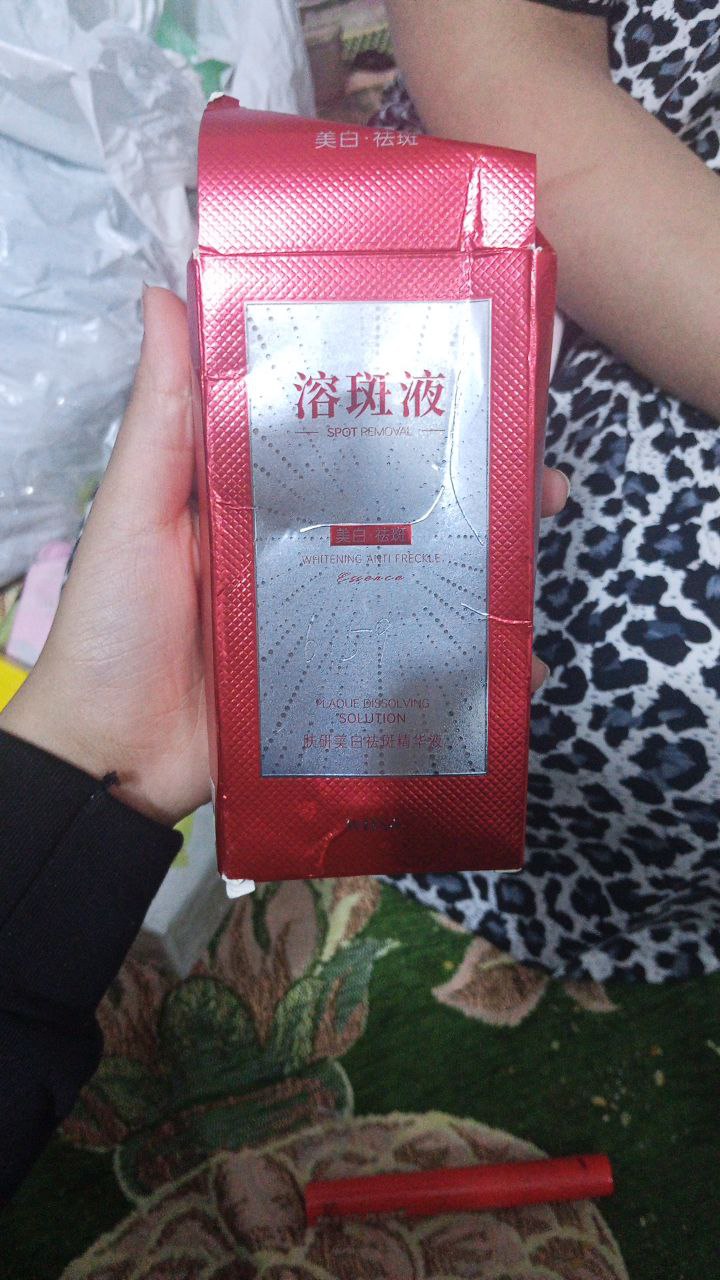 美白·祛斑
溶斑液
SPOT REMOVAL
美白·祛斑
WHITENING ANTI FRECKLE
Essence
PLAQUE DISSOLVING
SOLUTION
肤研美白祛斑精华液